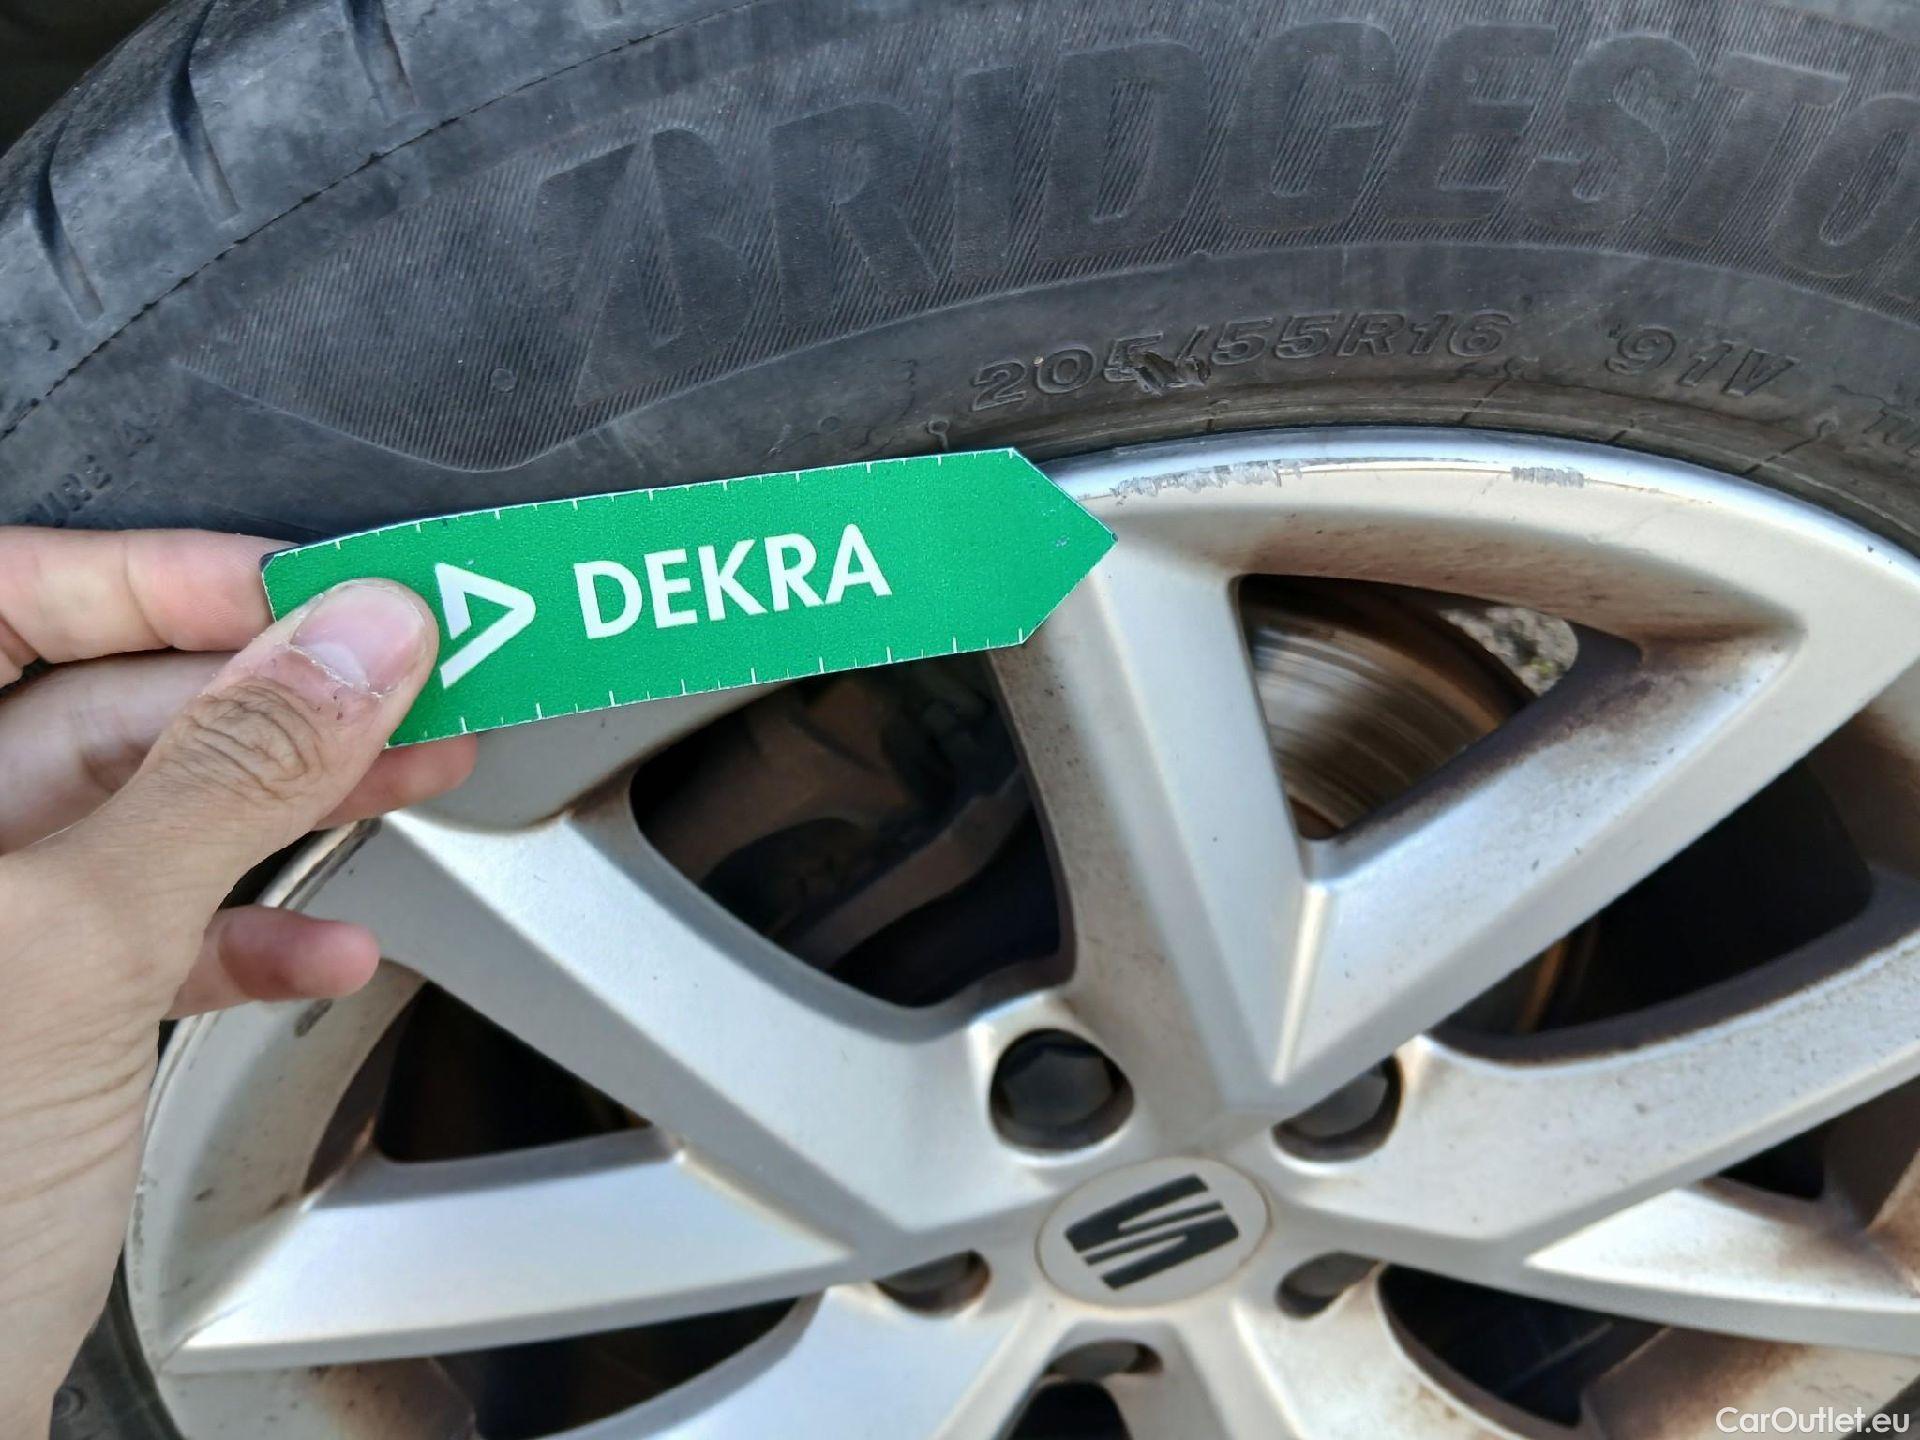 BRIDGESTO
205/55R16 91V
DEKRA
CarOutlet.eu